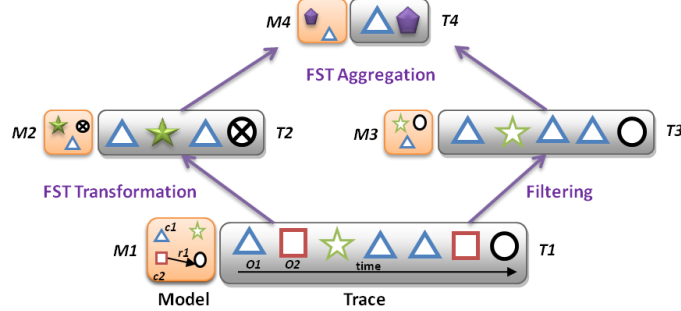 M4
T4
FST Aggregation
M2
T2
M3
T3
FST Transformation
Filtering
M1
c1
r1
c2
O1
O2
time
T1
Model
Trace